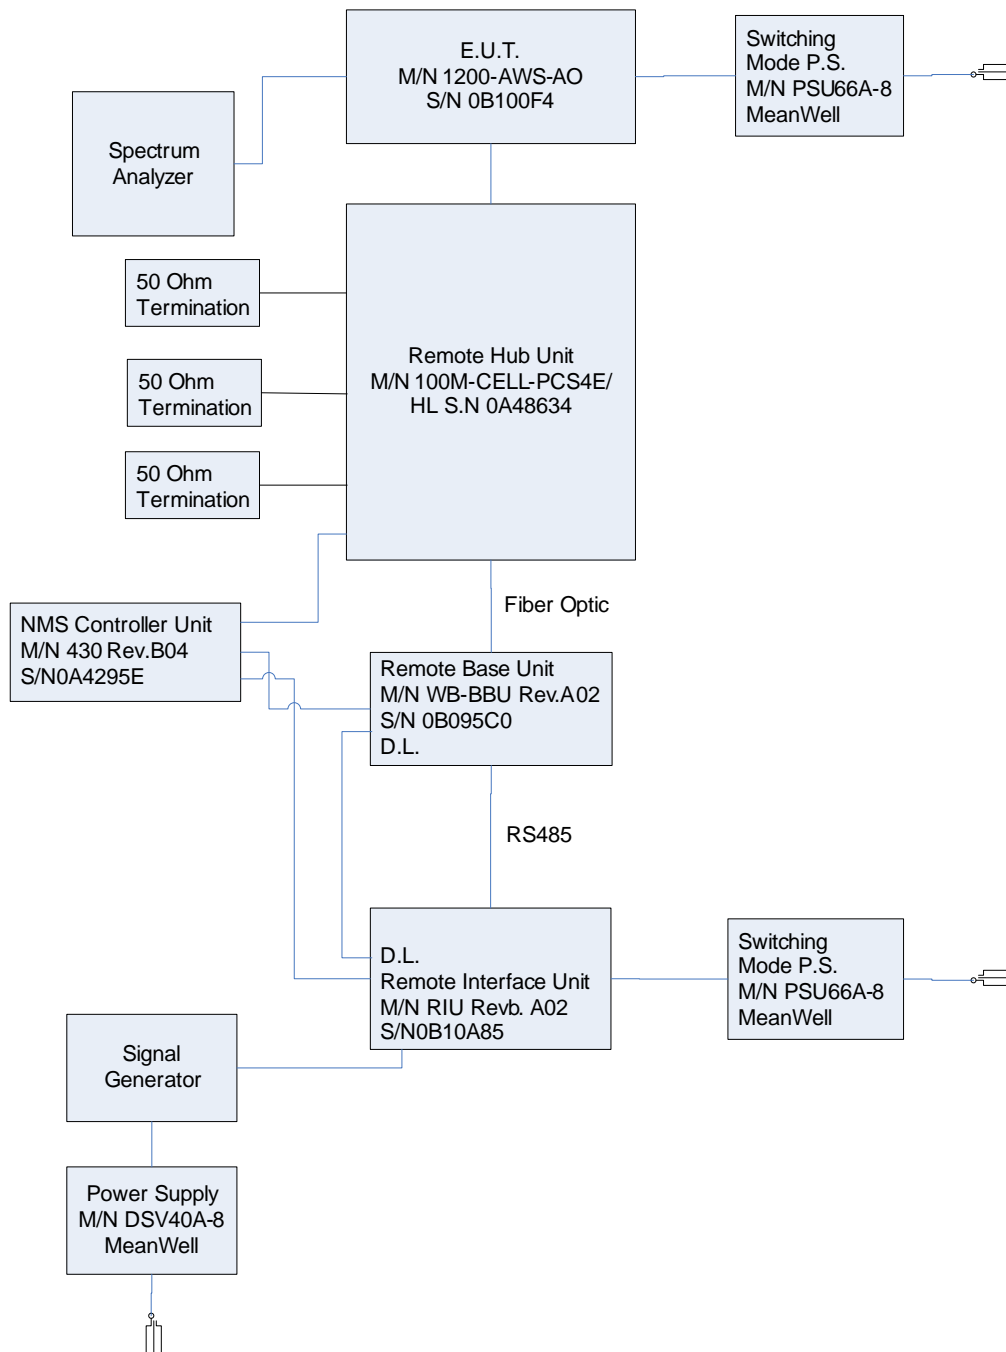 E.U.T.
M/N 1200-AWS-AO
S/N 0B100F4
Switching
Mode P.S.
M/N PSU66A-8
MeanWell
Spectrum
Analyzer
50 Ohm
Termination
50 Ohm
Termination
50 Ohm
Termination
Remote Hub Unit
M/N 100M-CELL-PCS4E/
HL S.N 0A48634
Fiber Optic
NMS Controller Unit
M/N 430 Rev.B04
S/N0A4295E
Remote Base Unit
M/N WB-BBU Rev.A02
S/N 0B095C0
D.L.
RS485
D.L.
Remote Interface Unit
M/N RIU Revb. A02
S/N0B10A85
Switching
Mode P.S.
M/N PSU66A-8
MeanWell
Signal
Generator
Power Supply
M/N DSV40A-8
MeanWell